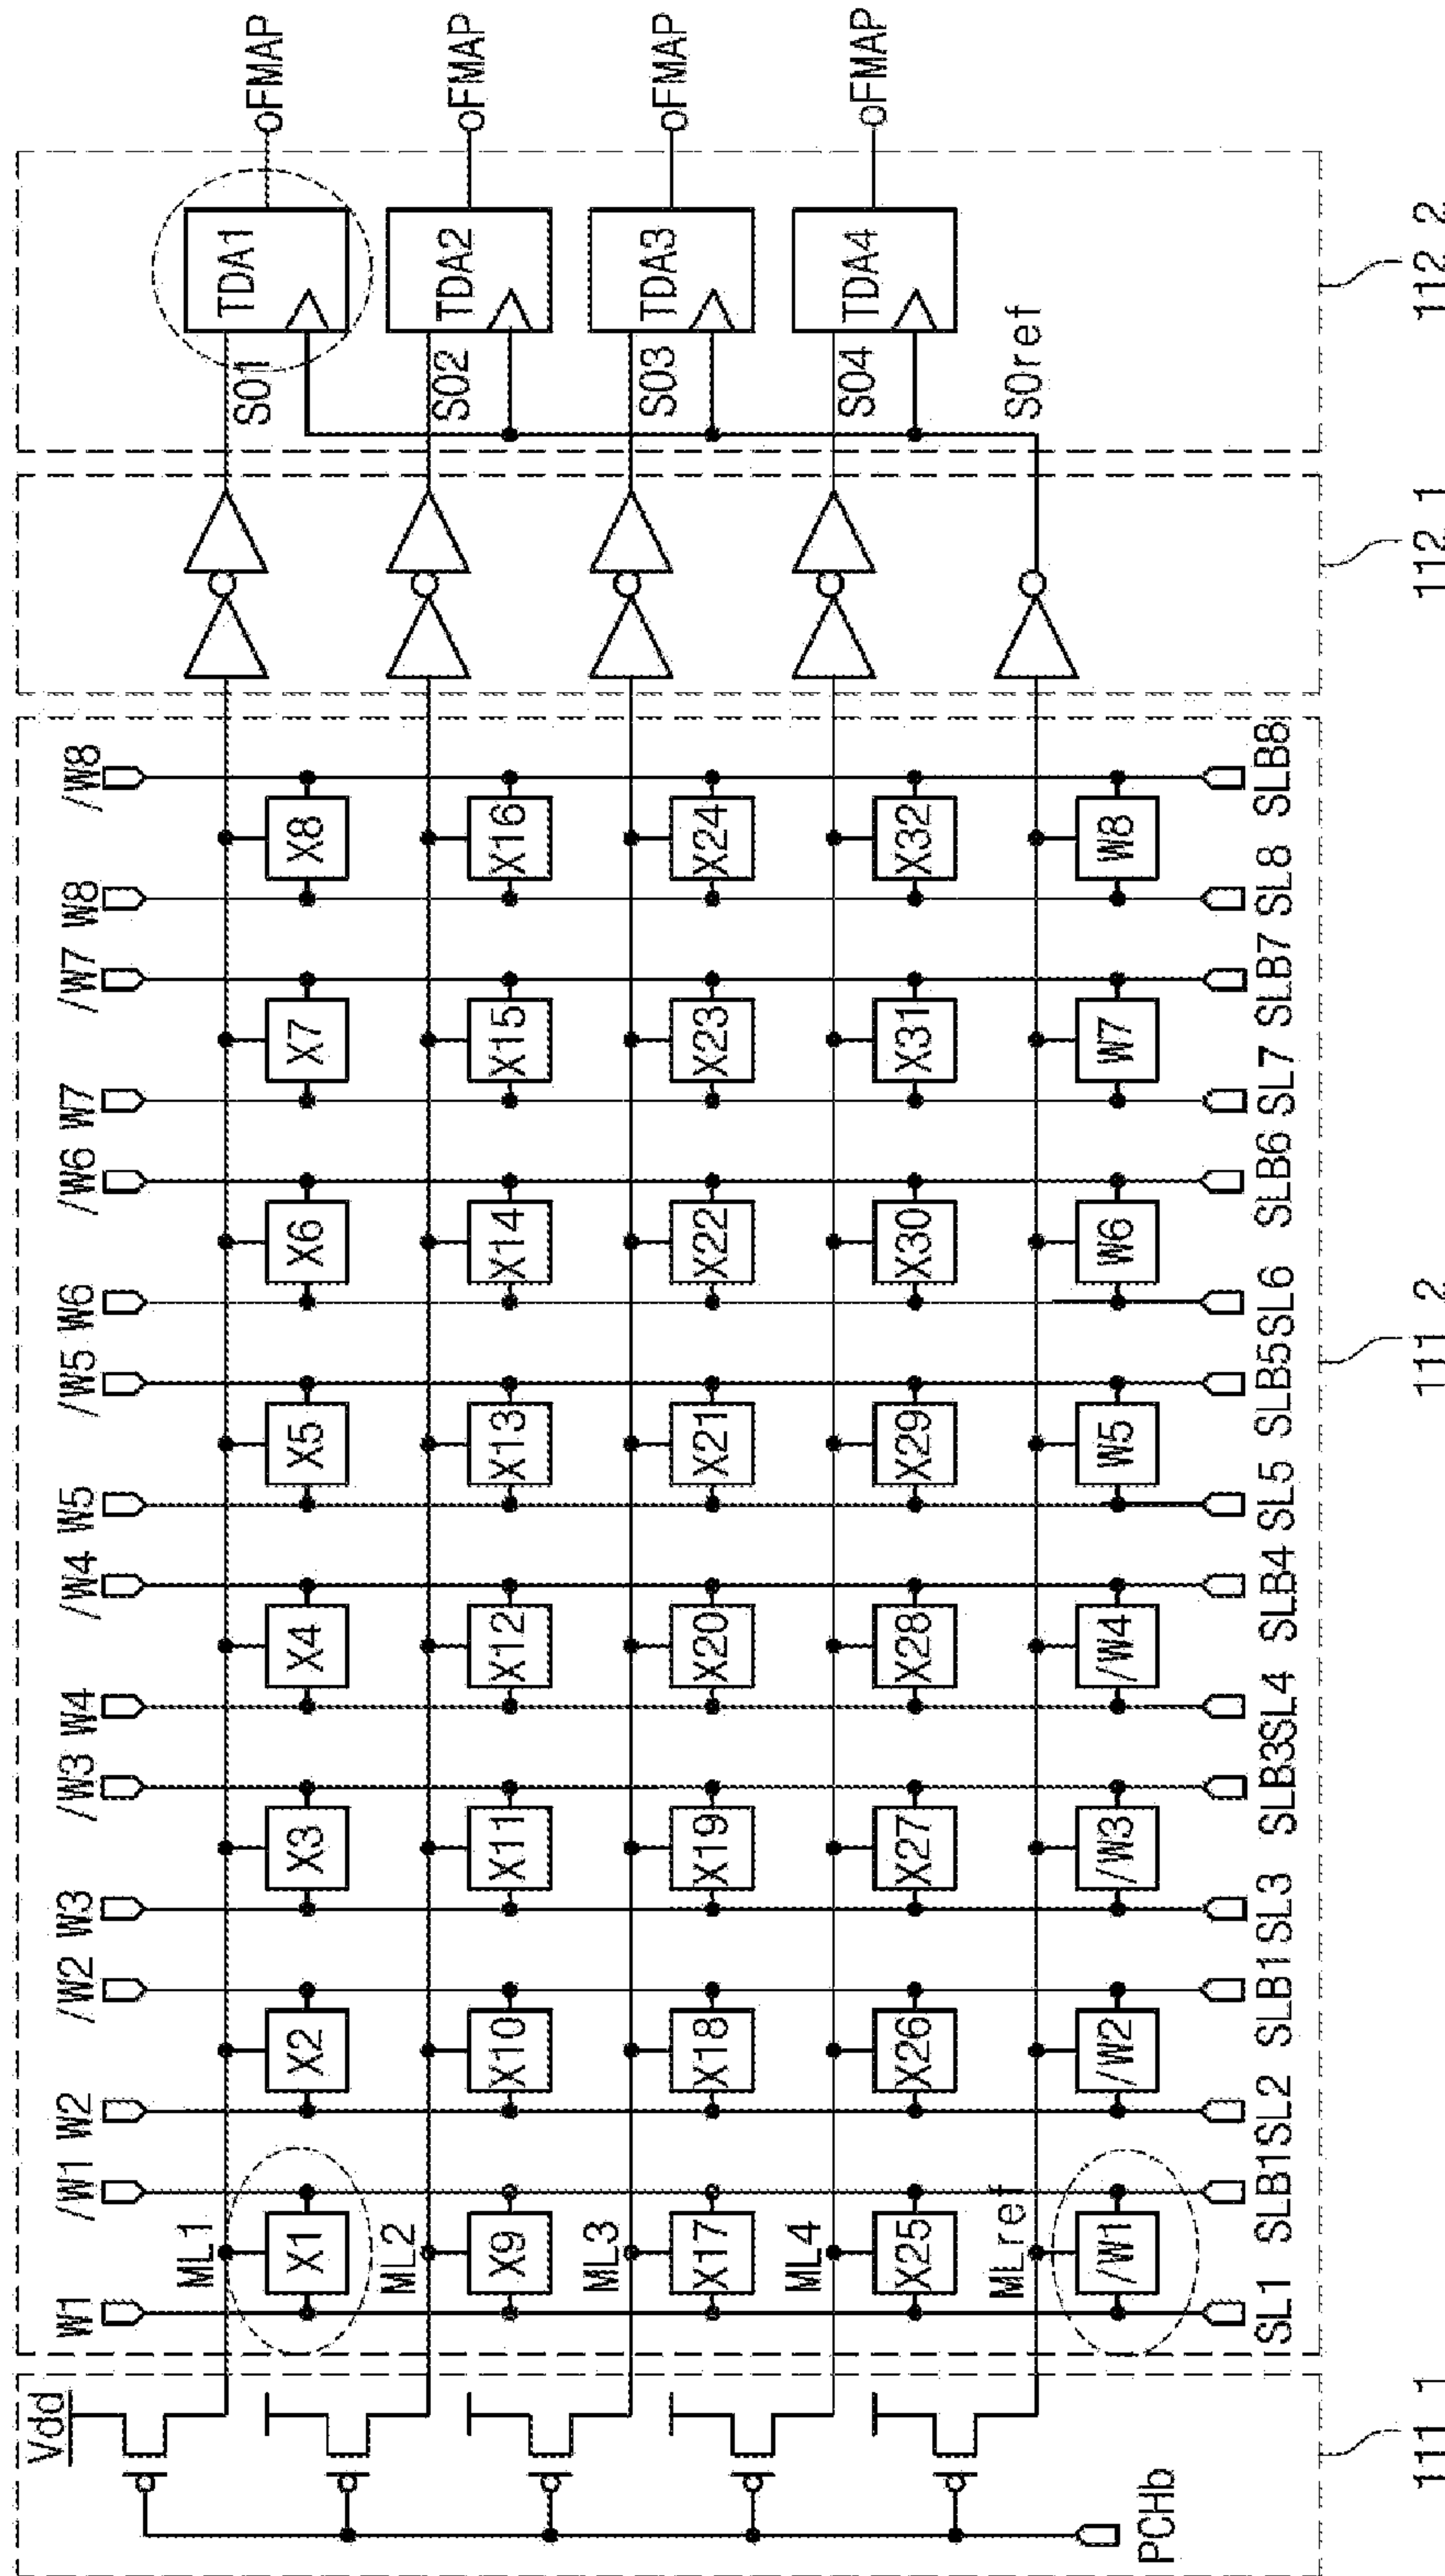 Vdd
PCHb
111_1
W1 /W1 W2 /W2 W3 /W3 W4 /W4 W5 /W5 W6 /W6 W7 /W7 W8 /W8
ML1
X1 X2 X3 X4 X5 X6 X7 X8
ML2
X9 X10 X11 X12 X13 X14 X15 X16
ML3
X17 X18 X19 X20 X21 X22 X23 X24
ML4
X25 X26 X27 X28 X29 X30 X31 X32
MLref
/W1 /W2 /W3 /W4 W5 W6 W7 W8
SL1 SLB1 SL2 SLB1 SL3 SLB3 SL4 SLB4 SL5 SLB5 SL6 SLB6 SL7 SLB7 SL8 SLB8
111_2
112_1
SO1 TDA1 oFMAP
SO2 TDA2 oFMAP
SO3 TDA3 oFMAP
SO4 TDA4 oFMAP
SOref
112_2